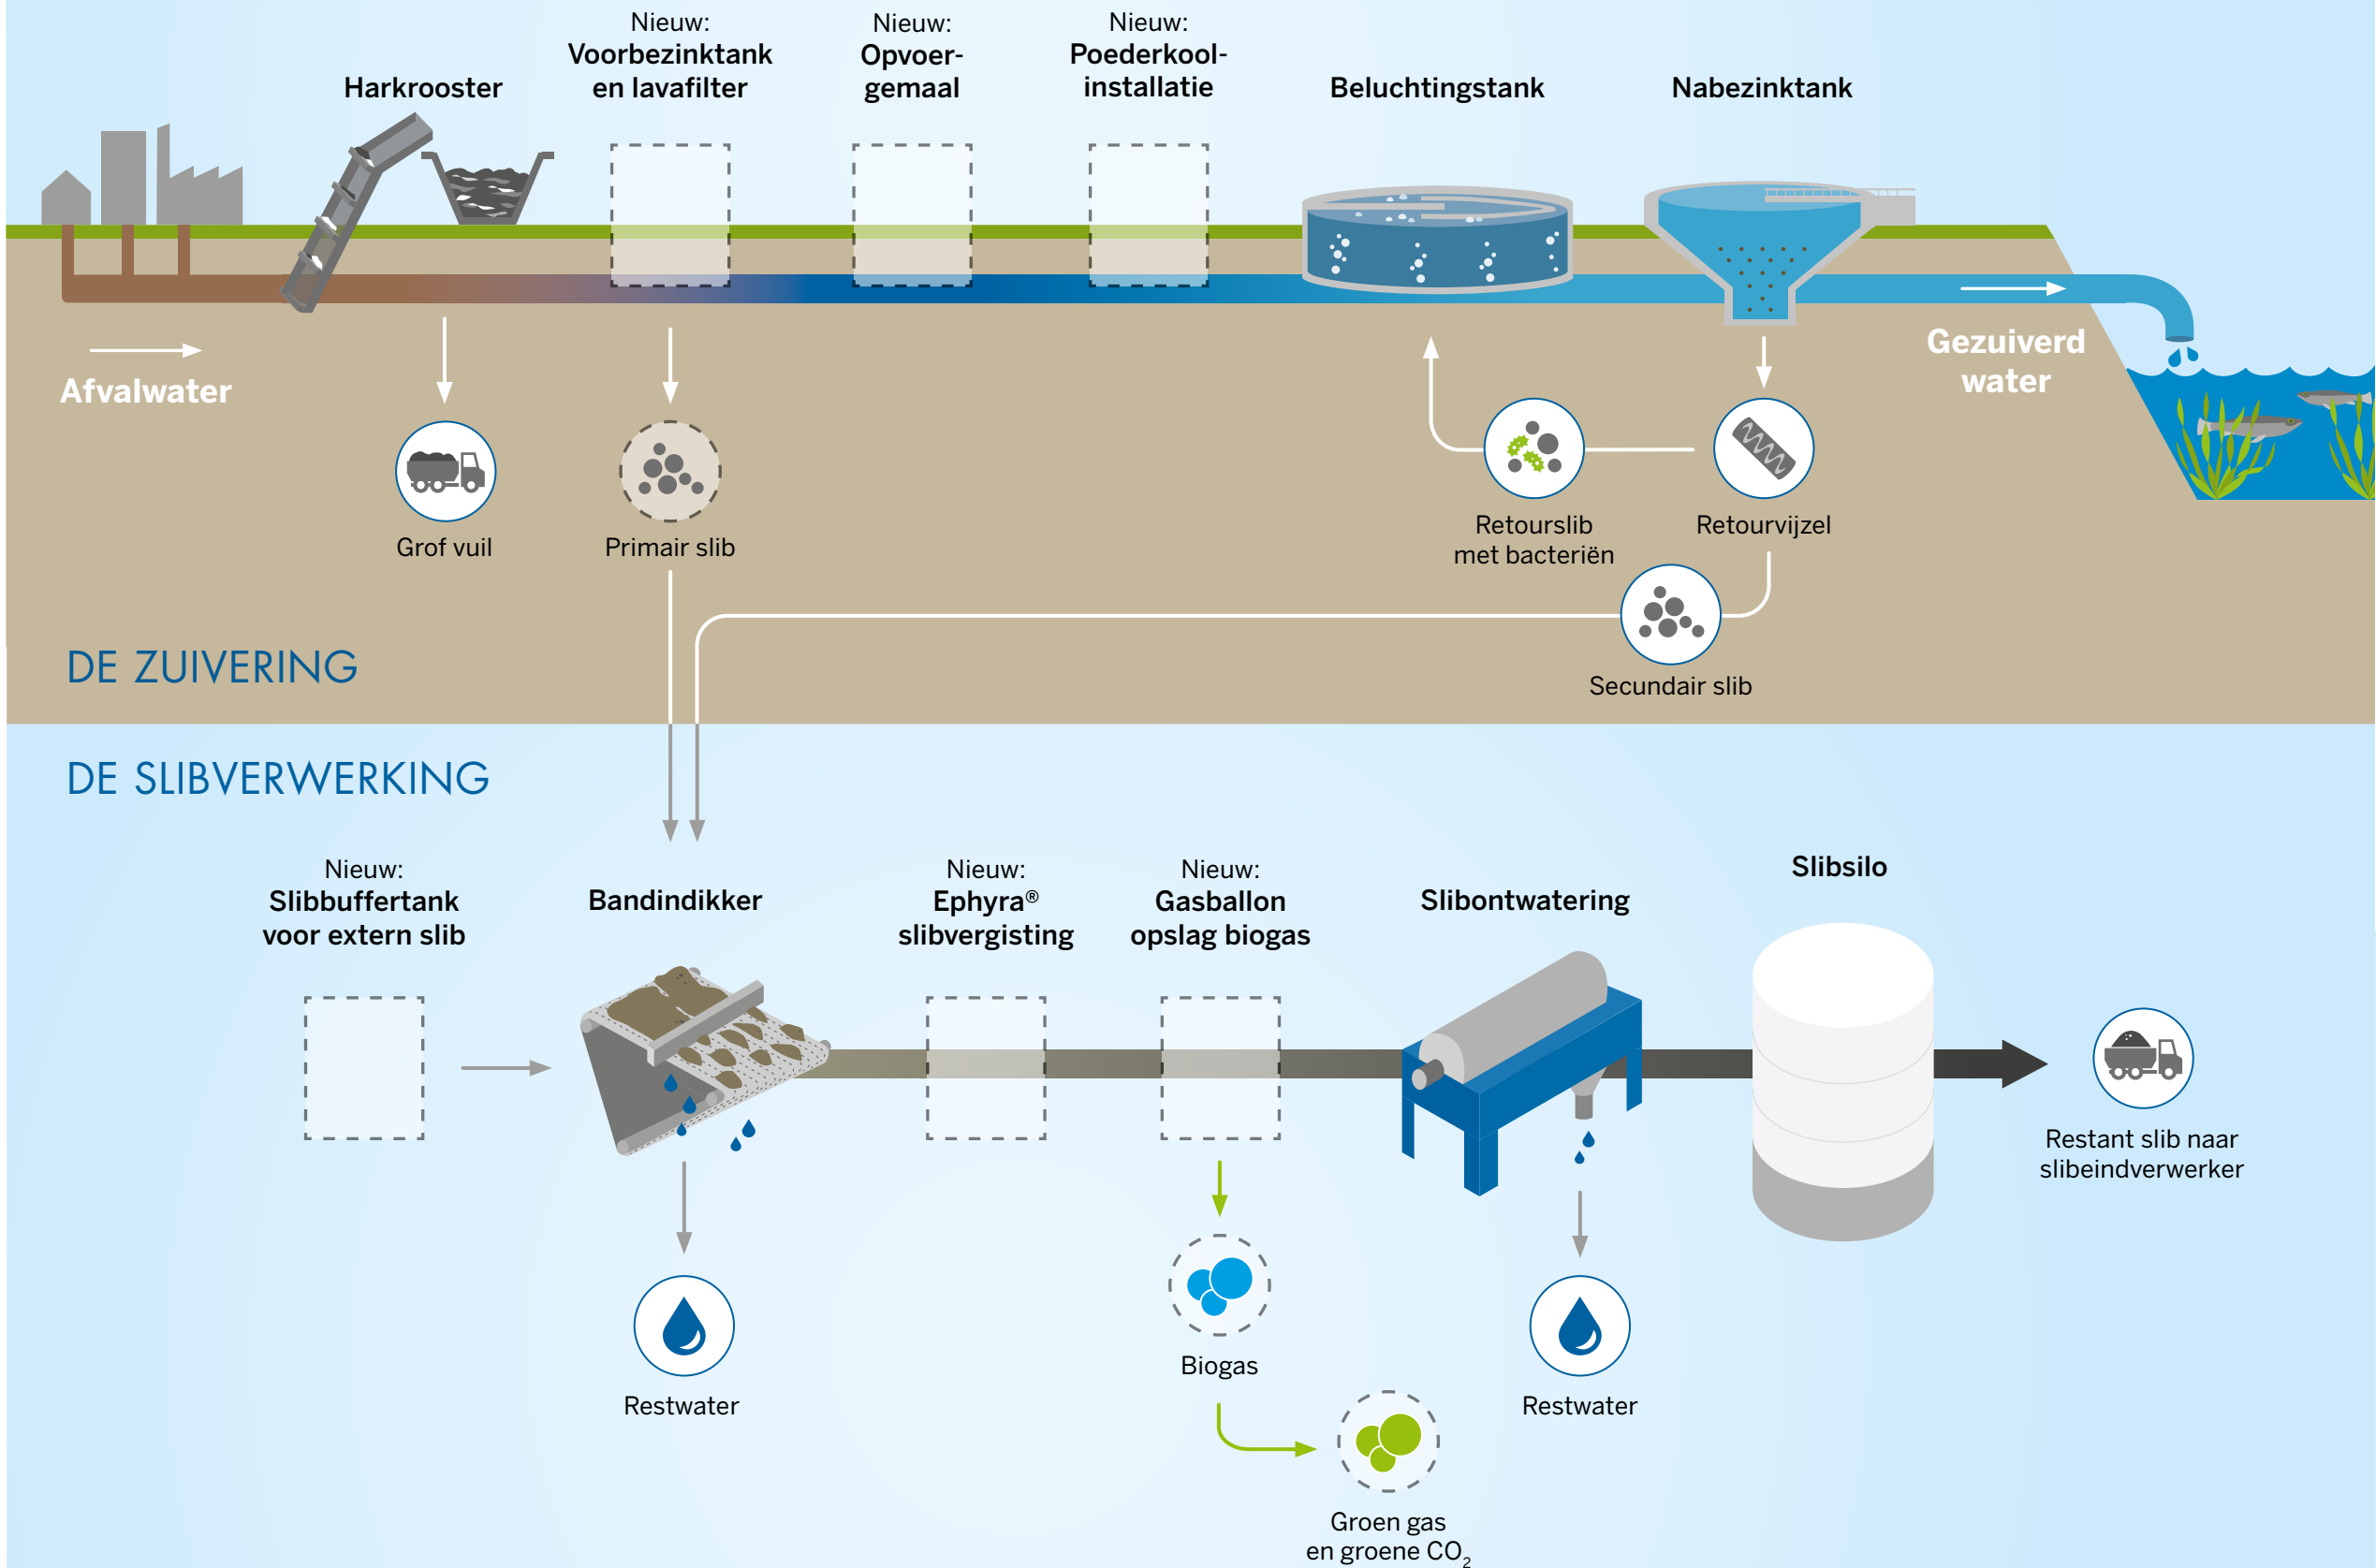 Nieuw:
Voorbezinktank
en lavafilter
Nieuw:
Opvoer-
gemaal
Nieuw:
Poederkool-
installatie
Harkrooster
Beluchtingstank
Nabezinktank
Afvalwater
Gezuiverd
water
Grof vuil
Primair slib
Retourslib
met bacteriën
Retourvijzel
Secundair slib
DE ZUIVERING
DE SLIBVERWERKING
Nieuw:
Slibbuffertank
voor extern slib
Bandindikker
Nieuw:
Ephyra®
slibvergisting
Nieuw:
Gasballon
opslag biogas
Slibontwatering
Slibsilo
Restant slib naar
slibeindverwerker
Restwater
Biogas
Restwater
Groen gas
en groene CO₂